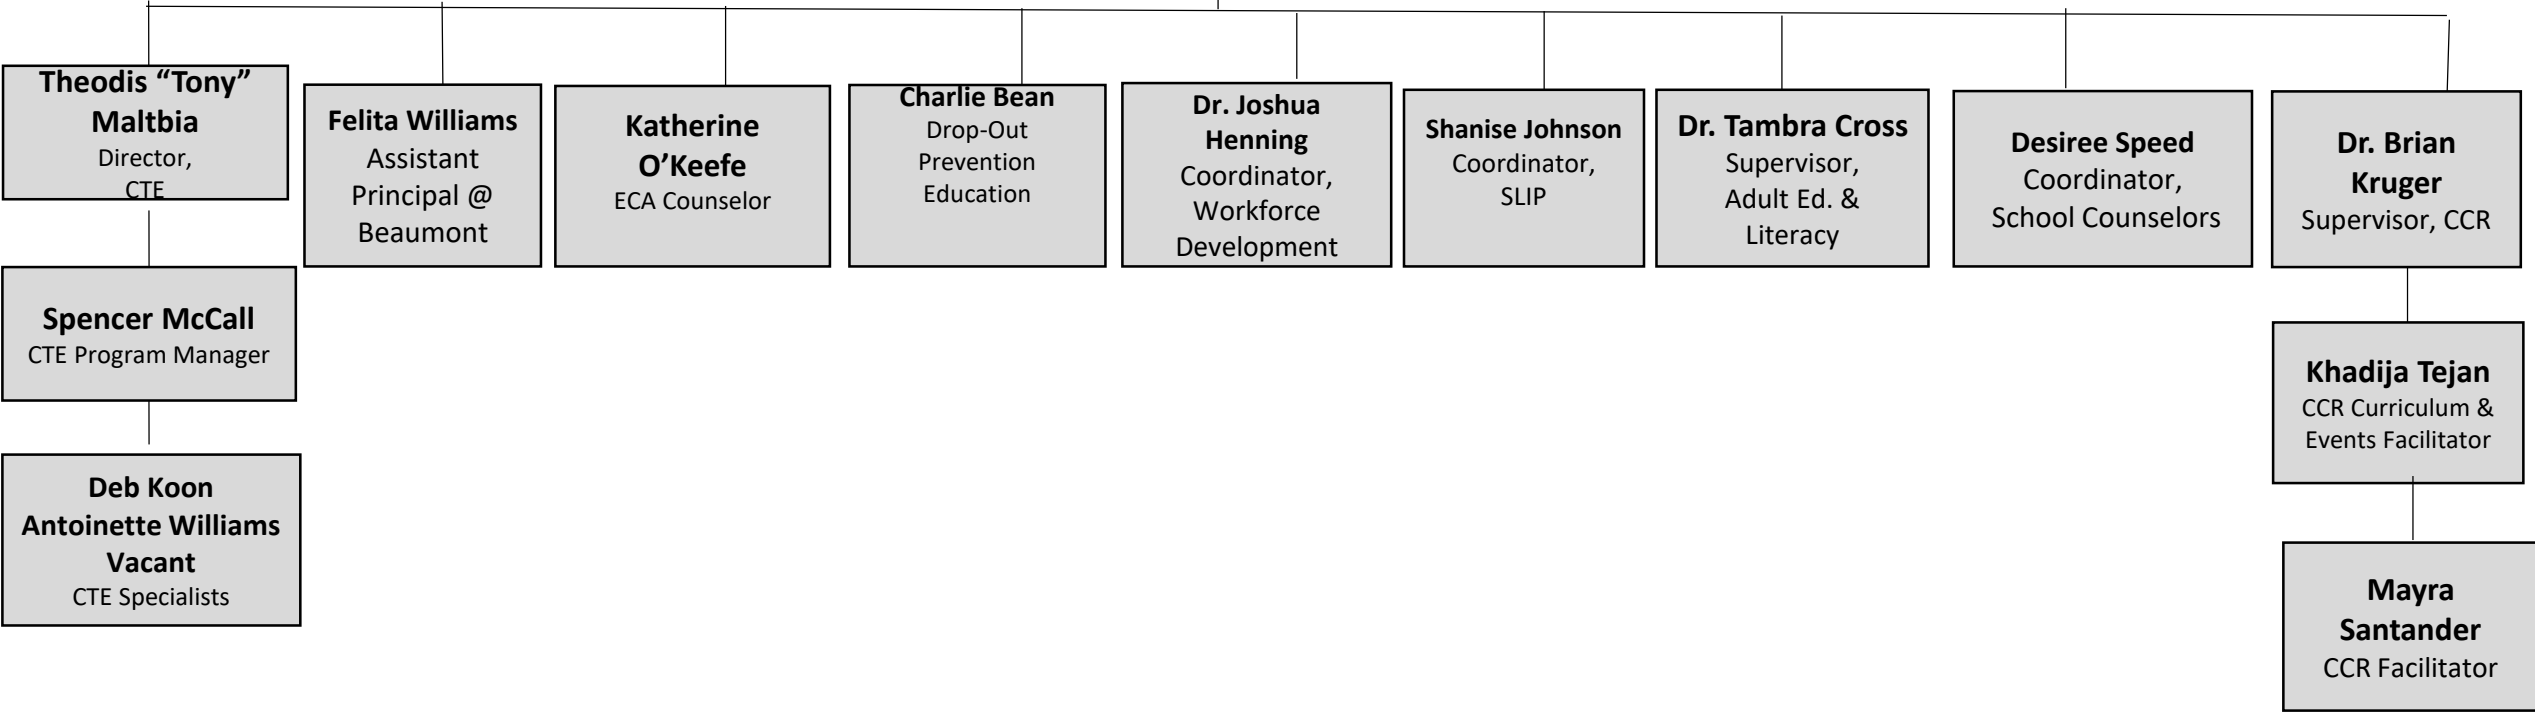 Theodis “Tony”
Maltbia
Director,
CTE
Felita Williams
Assistant
Principal @
Beaumont
Katherine
O’Keefe
ECA Counselor
Charlie Bean
Drop-Out
Prevention
Education
Dr. Joshua
Henning
Coordinator,
Workforce
Development
Shanise Johnson
Coordinator,
SLIP
Dr. Tambra Cross
Supervisor,
Adult Ed. &
Literacy
Desiree Speed
Coordinator,
School Counselors
Dr. Brian
Kruger
Supervisor, CCR
Spencer McCall
CTE Program Manager
Khadija Tejan
CCR Curriculum &
Events Facilitator
Deb Koon
Antoinette Williams
Vacant
CTE Specialists
Mayra
Santander
CCR Facilitator